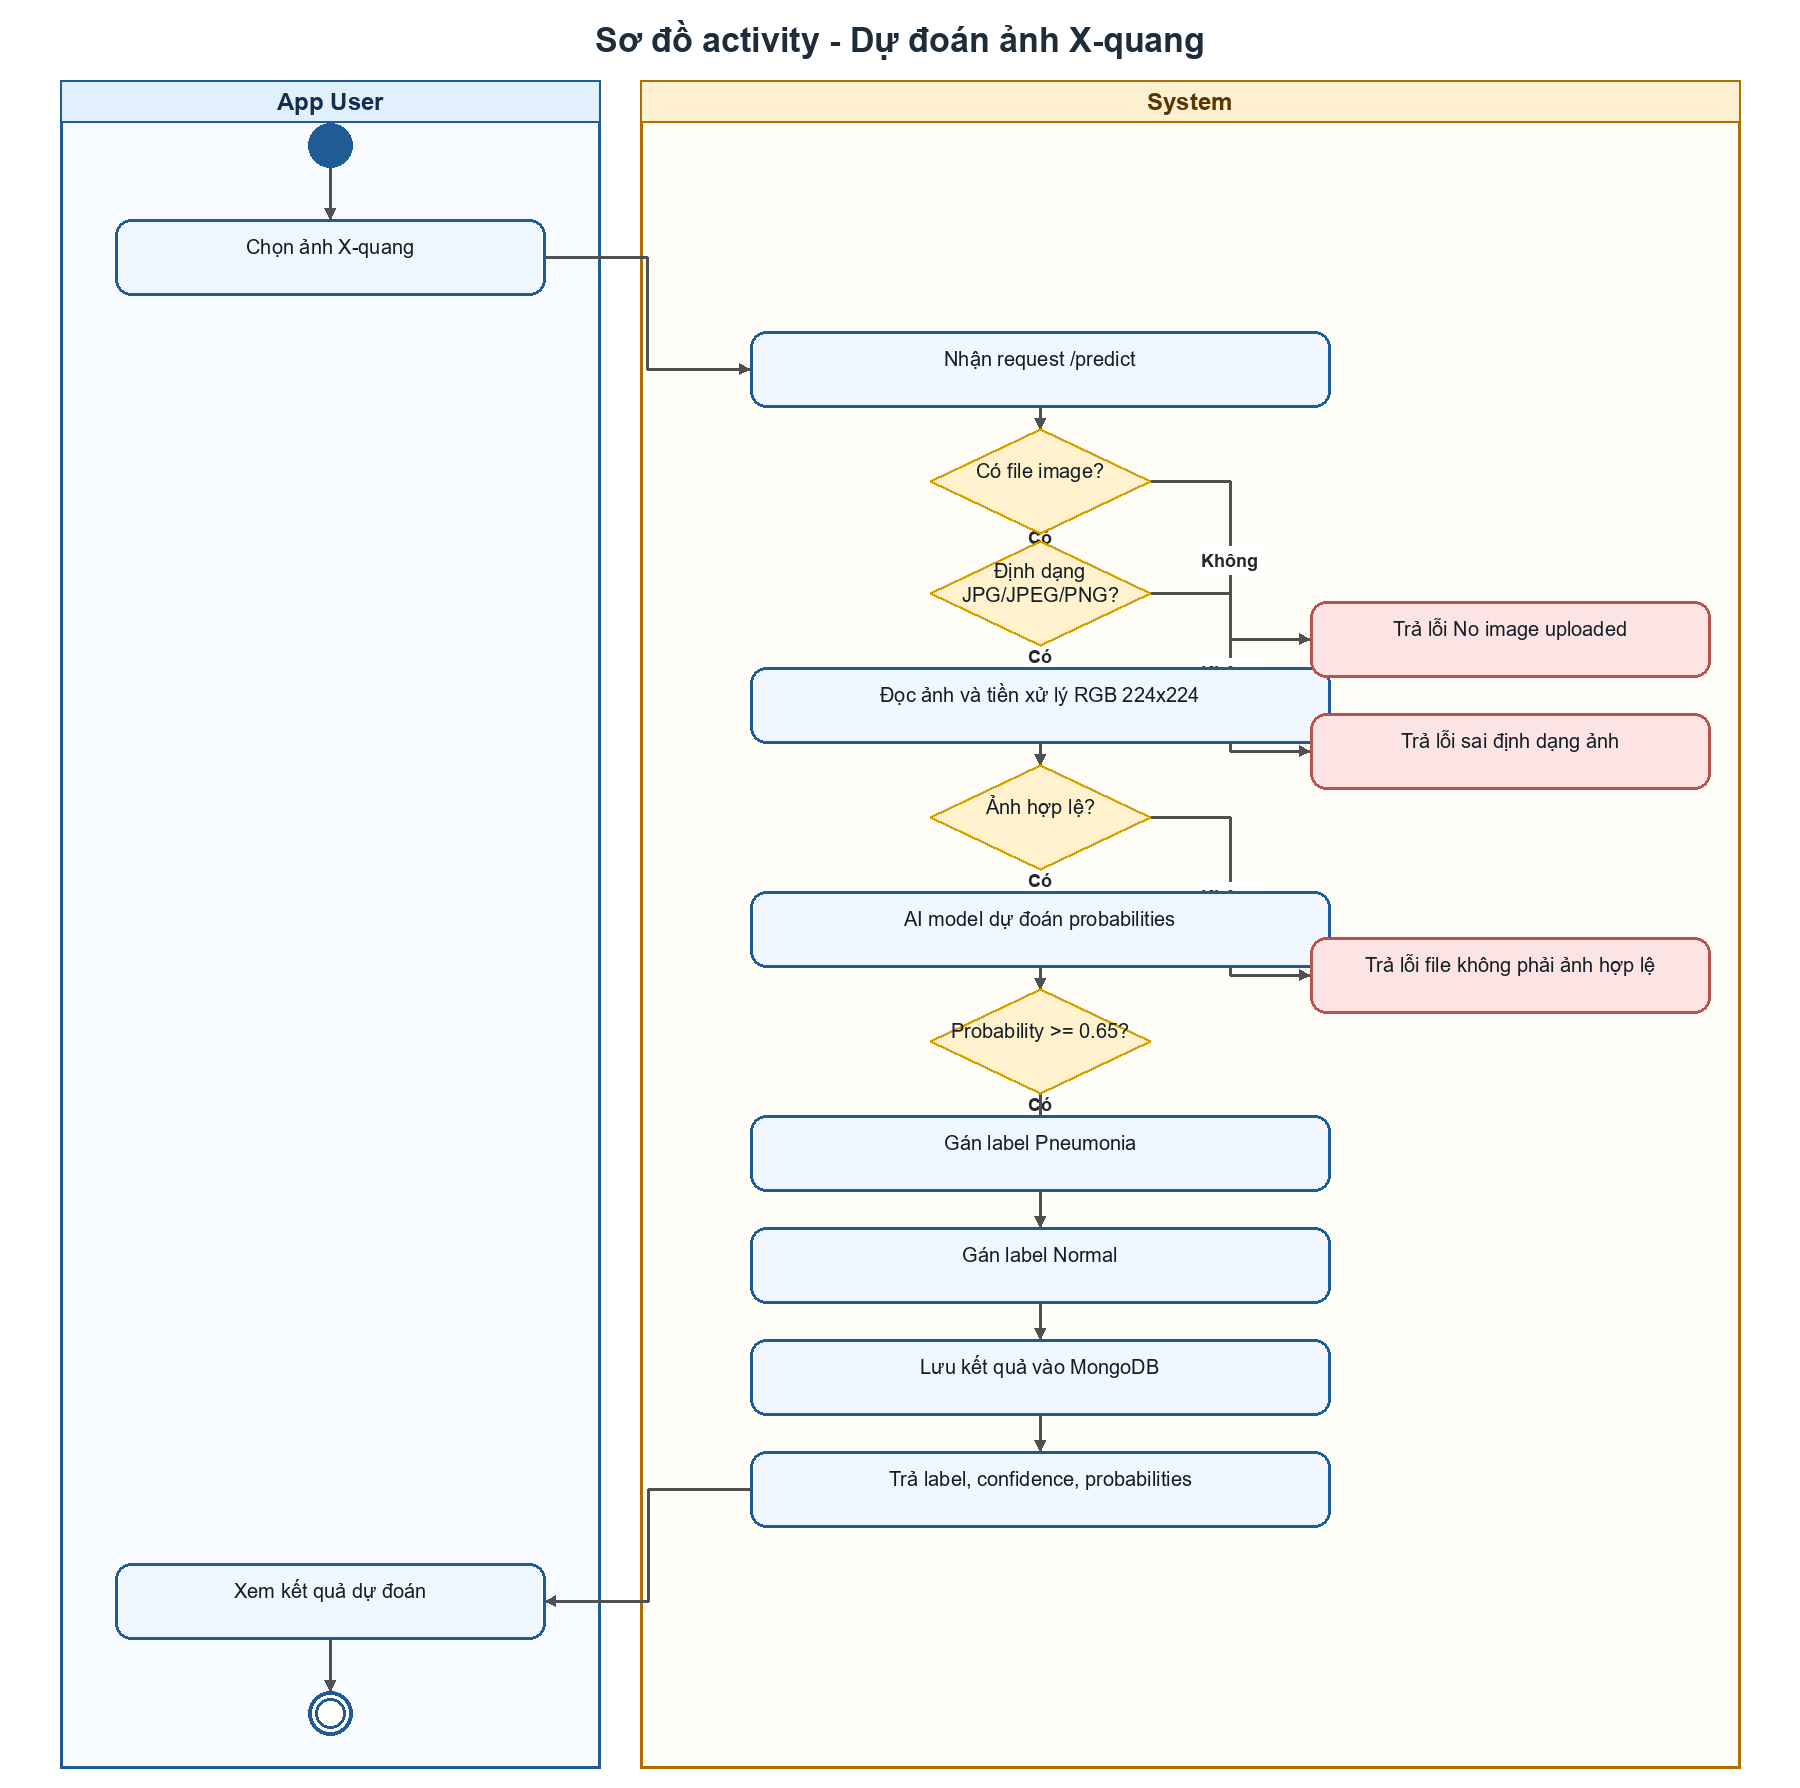 Sơ đồ activity - Dự đoán ảnh X-quang
App User
System
Chọn ảnh X-quang
Nhận request /predict
Có file image?
Có
Không
Định dạng
JPG/JPEG/PNG?
Trả lỗi No image uploaded
Có
Đọc ảnh và tiền xử lý RGB 224x224
Trả lỗi sai định dạng ảnh
Ảnh hợp lệ?
Có
AI model dự đoán probabilities
Trả lỗi file không phải ảnh hợp lệ
Probability >= 0.65?
Có
Gán label Pneumonia
Gán label Normal
Lưu kết quả vào MongoDB
Trả label, confidence, probabilities
Xem kết quả dự đoán